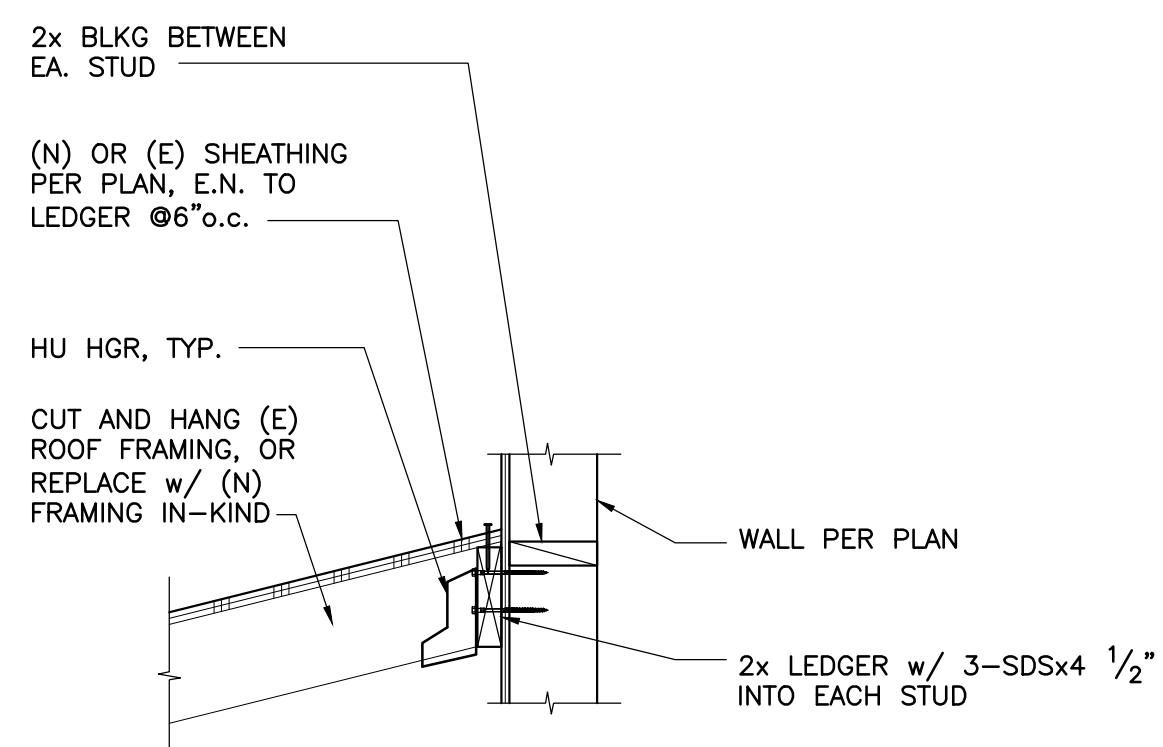 2x BLKG BETWEEN
EA. STUD
(N) OR (E) SHEATHING
PER PLAN, E.N. TO
LEDGER @6"o.c.
HU HGR, TYP.
CUT AND HANG (E)
ROOF FRAMING, OR
REPLACE w/ (N)
FRAMING IN-KIND
WALL PER PLAN
2x LEDGER w/ 3-SDSx4 1/2"
INTO EACH STUD